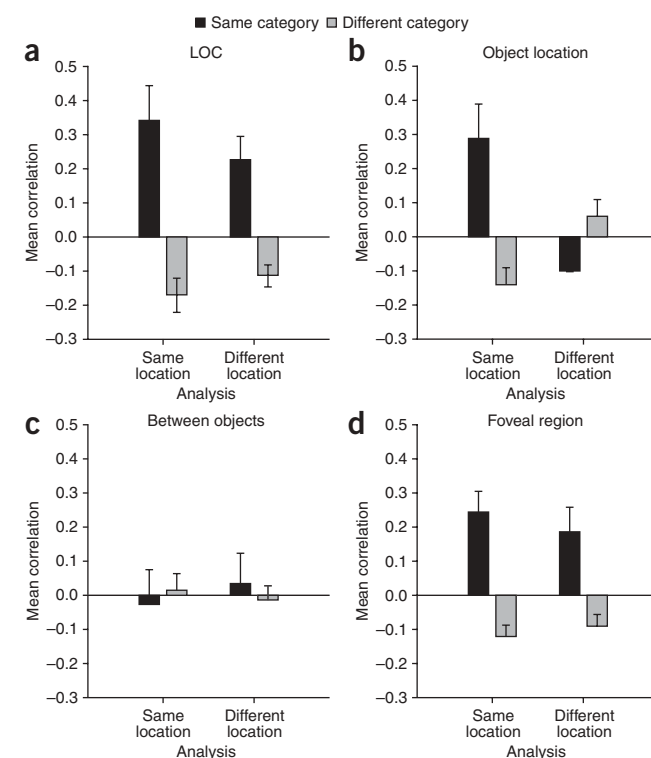 Same category Different category
a LOC
0.5
0.4
0.3
0.2
0.1
0.0
–0.1
–0.2
–0.3
Mean correlation
Same location
Different location
Analysis
b Object location
0.5
0.4
0.3
0.2
0.1
0.0
–0.1
–0.2
–0.3
Mean correlation
Same location
Different location
Analysis
c Between objects
0.5
0.4
0.3
0.2
0.1
0.0
–0.1
–0.2
–0.3
Mean correlation
Same location
Different location
Analysis
d Foveal region
0.5
0.4
0.3
0.2
0.1
0.0
–0.1
–0.2
–0.3
Mean correlation
Same location
Different location
Analysis